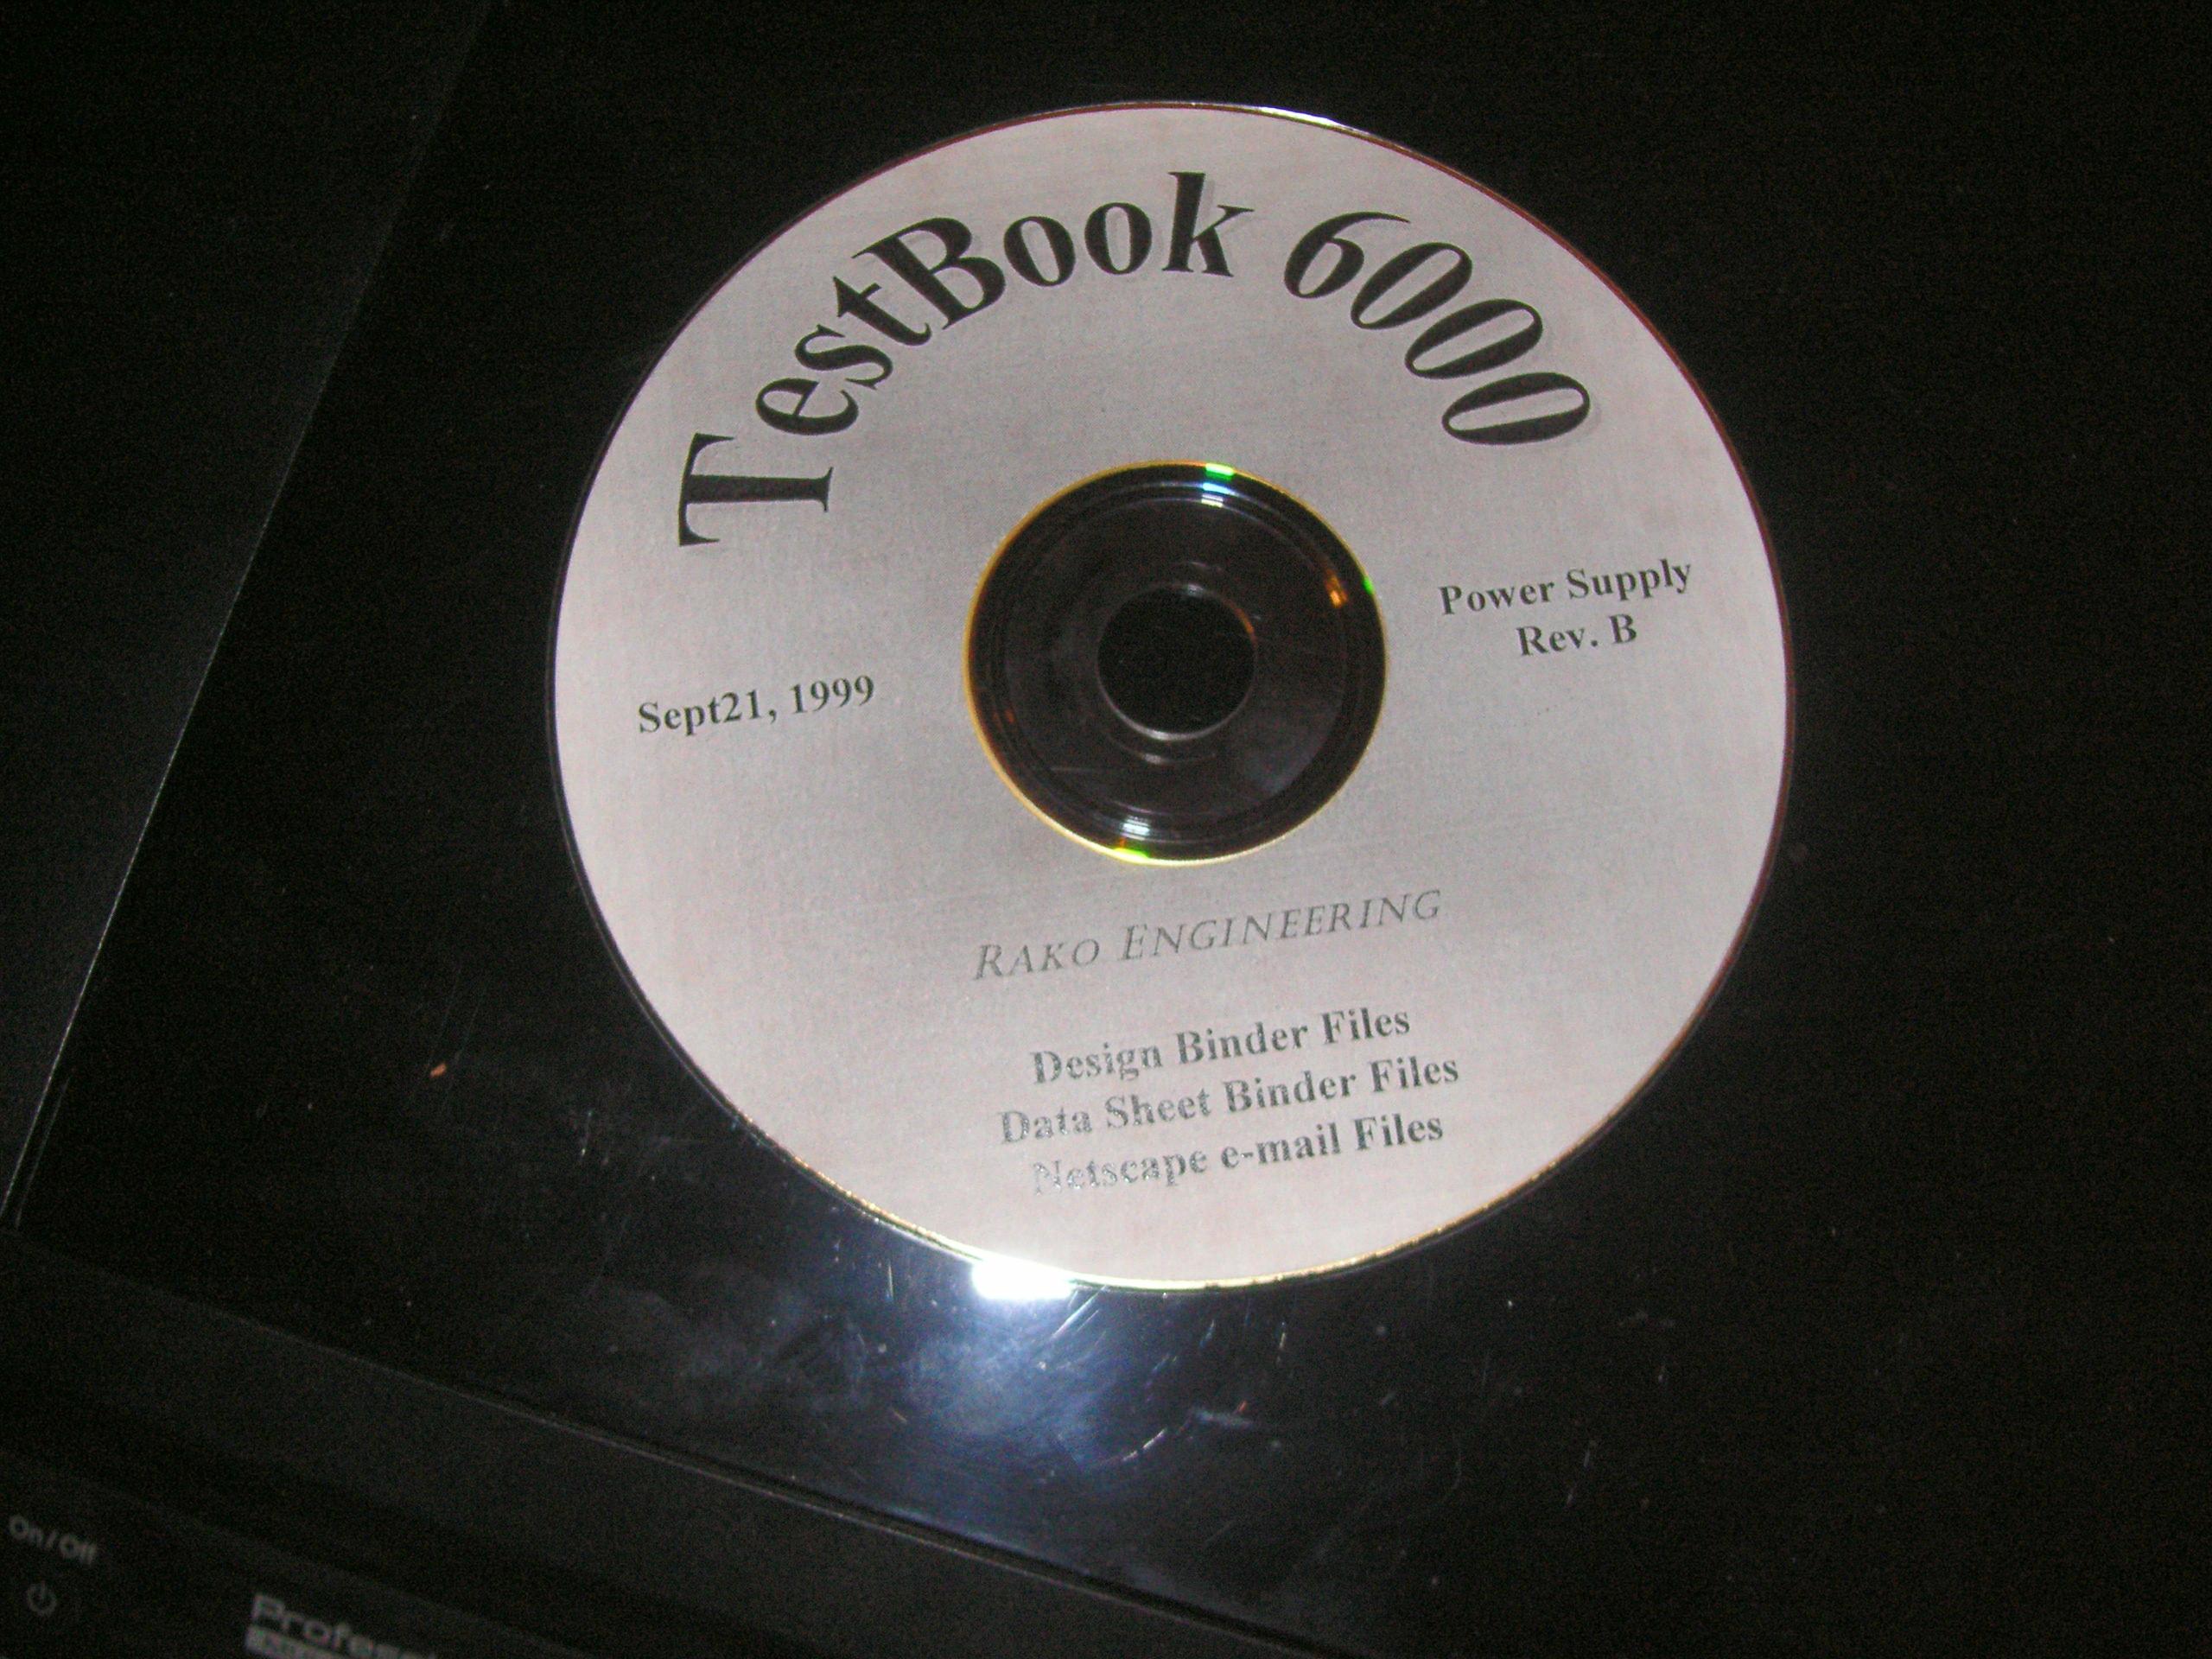 TestBook 6000
Power Supply
Rev. B
Sept21, 1999
RAKO ENGINEERING
Design Binder Files
Data Sheet Binder Files
Netscape e-mail Files
On/Off